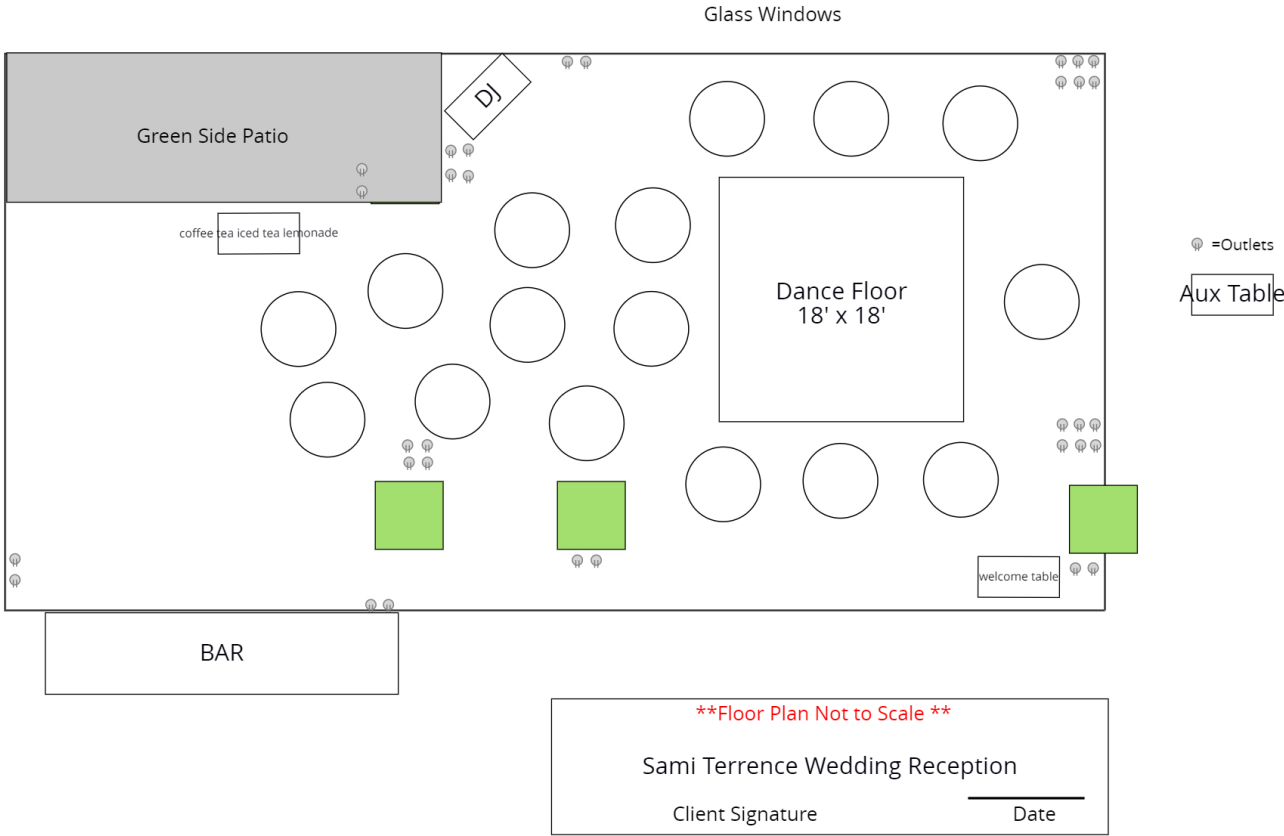 Glass Windows
DJ
Green Side Patio
coffee tea iced tea lemonade
=Outlets
Aux Table
Dance Floor
18' x 18'
welcome table
BAR
**Floor Plan Not to Scale **
Sami Terrence Wedding Reception
Client Signature
Date